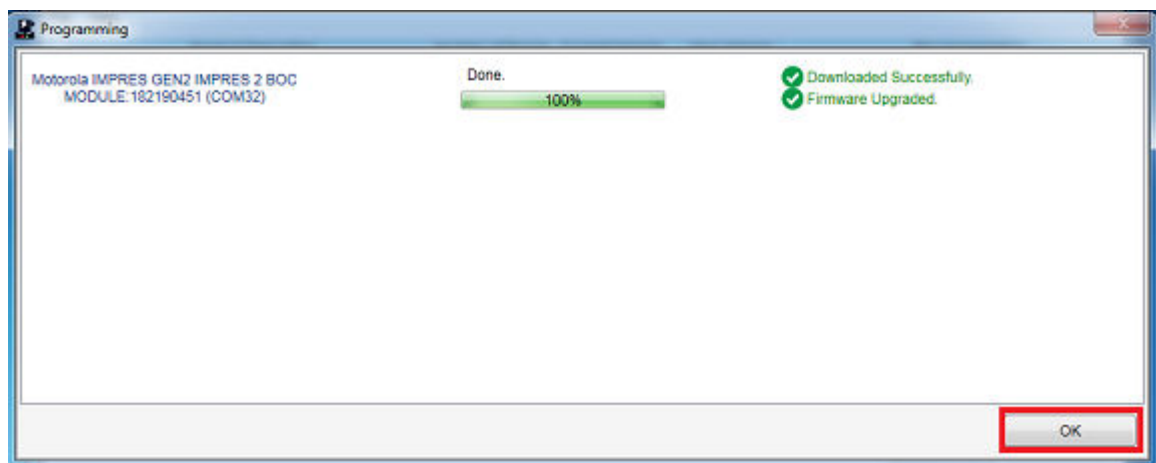 Programming
Motorola IMPRES GEN2 IMPRES 2 BOC
MODULE:182190451 (COM32)
Done.
100%
Downloaded Successfully.
Firmware Upgraded.
OK